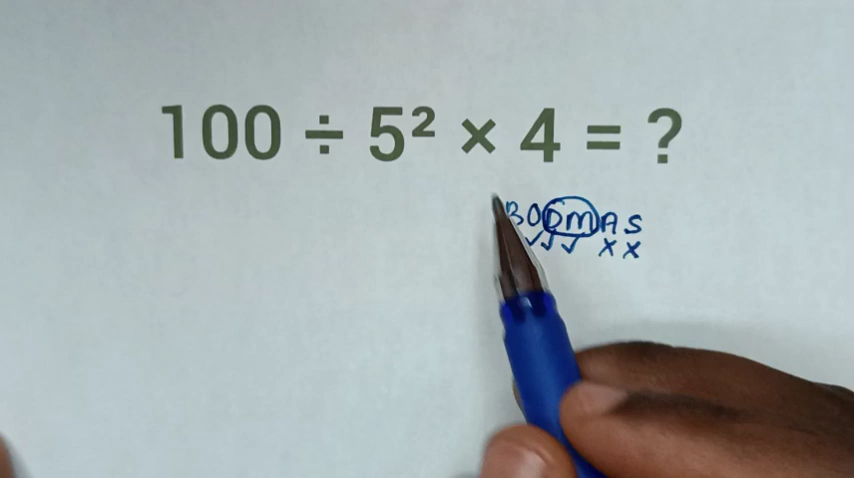 100 ÷ 5² × 4 = ?
BODMAS
✓✓✓ ✗✗